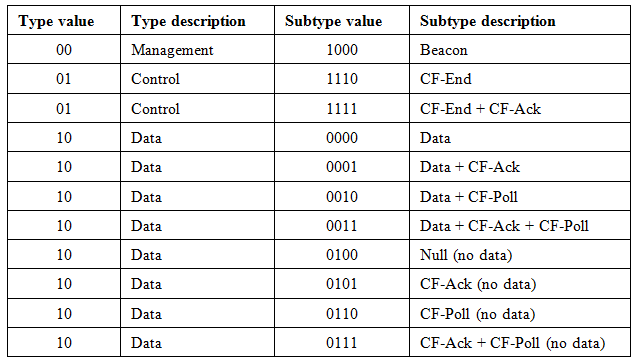 Type value Type description Subtype value Subtype description
00 Management 1000 Beacon
01 Control 1110 CF-End
01 Control 1111 CF-End + CF-Ack
10 Data 0000 Data
10 Data 0001 Data + CF-Ack
10 Data 0010 Data + CF-Poll
10 Data 0011 Data + CF-Ack + CF-Poll
10 Data 0100 Null (no data)
10 Data 0101 CF-Ack (no data)
10 Data 0110 CF-Poll (no data)
10 Data 0111 CF-Ack + CF-Poll (no data)